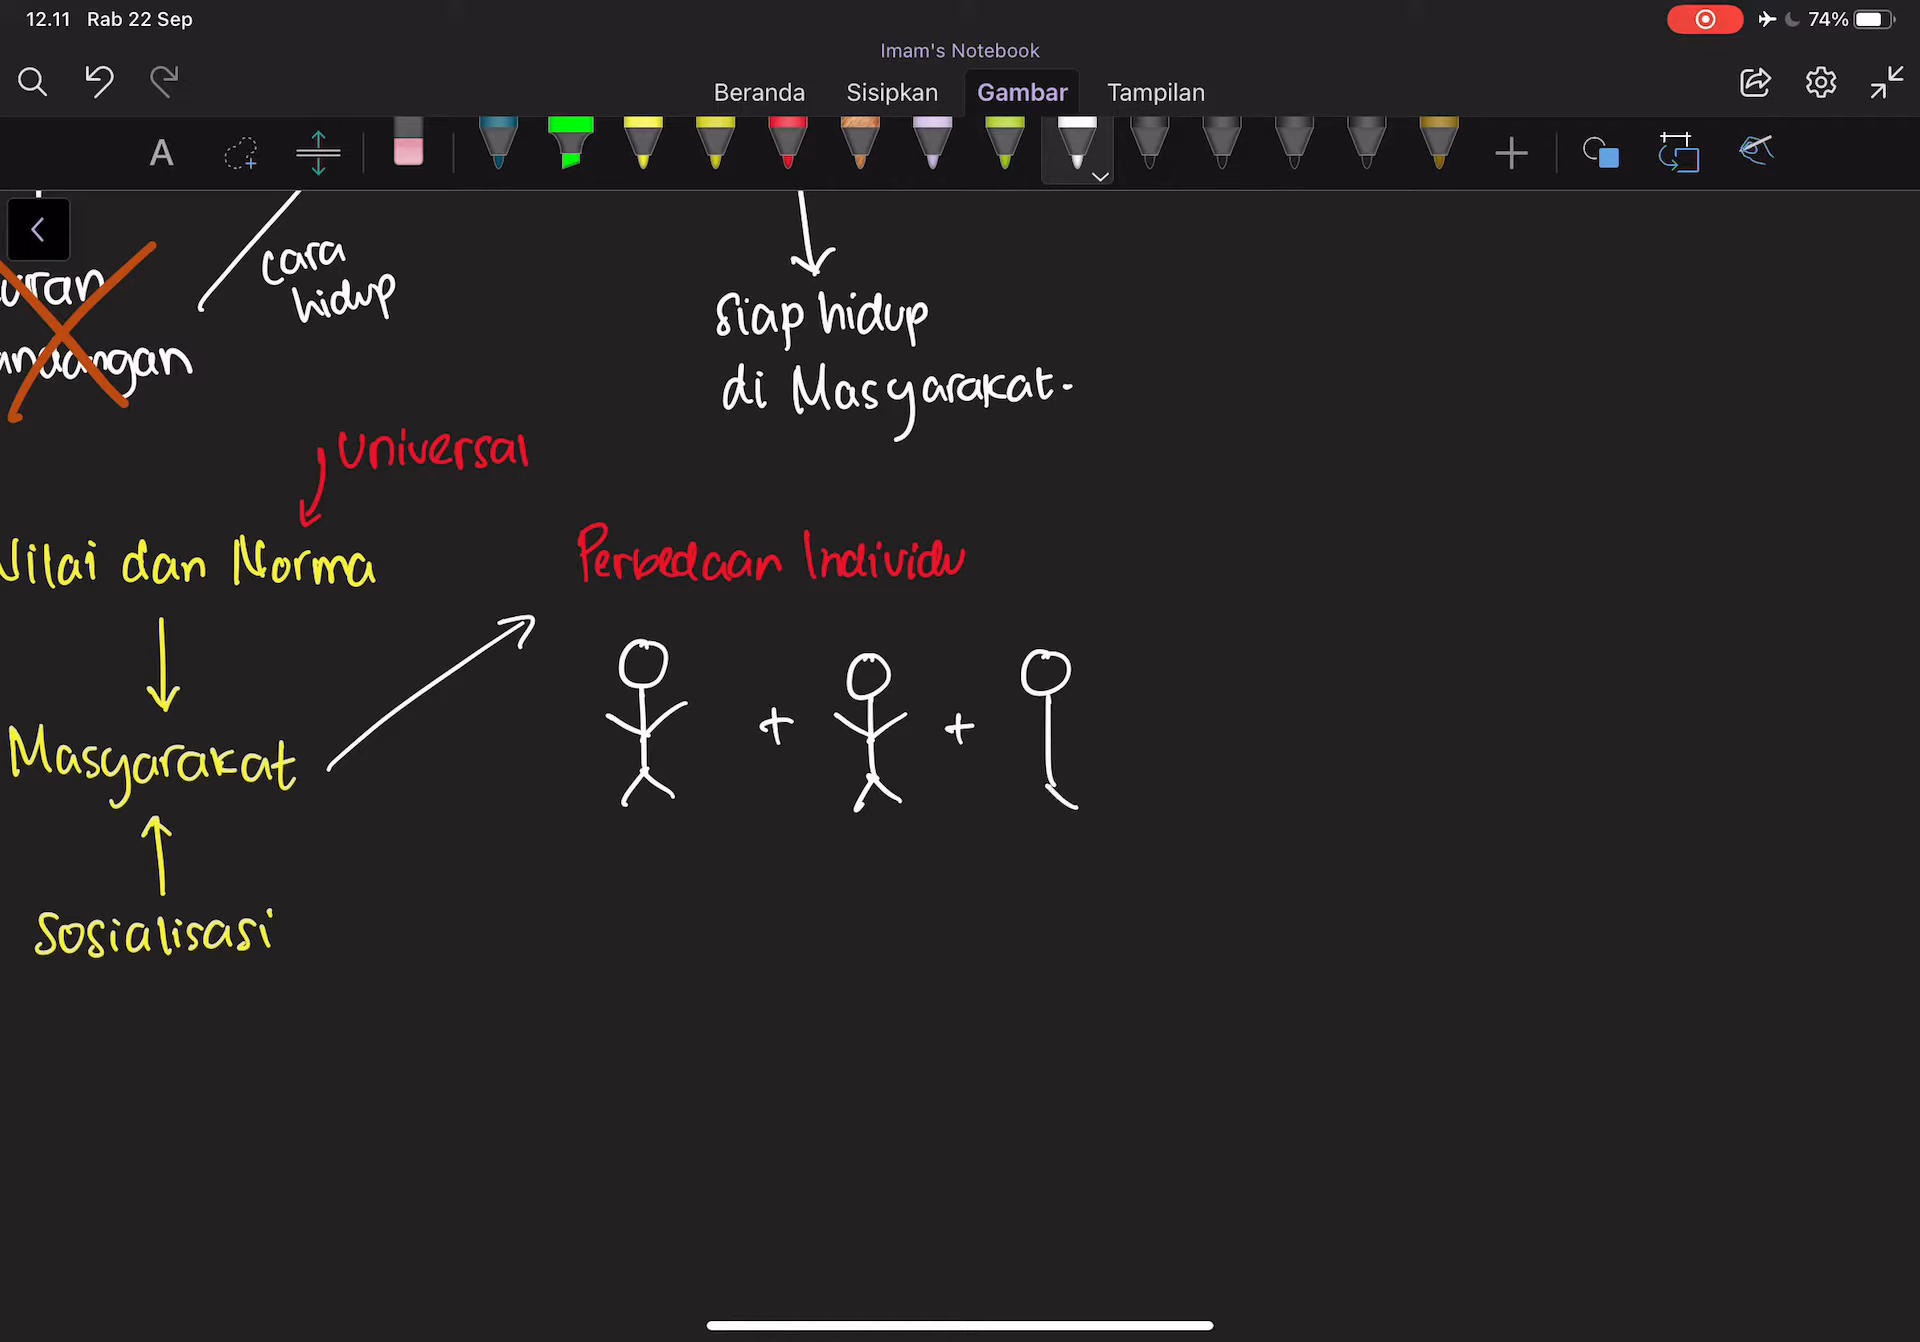 12.11 Rab 22 Sep
74%
Imam's Notebook
Beranda Sisipkan Gambar Tampilan
A
cara
hidup
Siap hidup
di Masyarakat.
Universal
Nilai dan Norma
Perbedaan Individu
+ +
Masyarakat
Sosialisasi